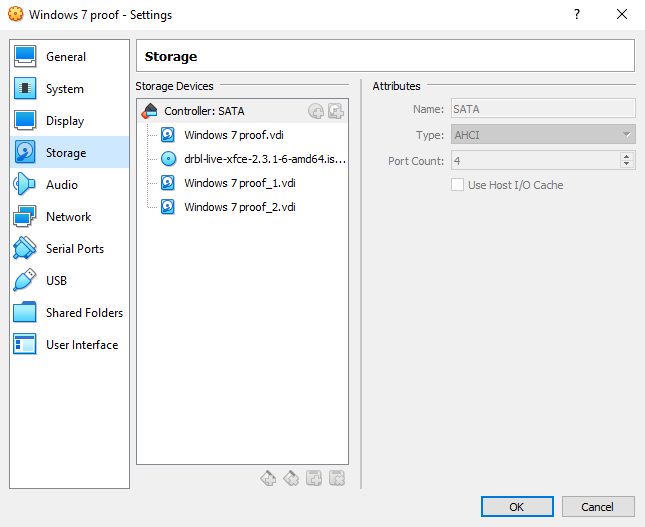 Windows 7 proof - Settings
?
General
System
Display
Storage
Audio
Network
Serial Ports
USB
Shared Folders
User Interface
Storage
Storage Devices
Controller: SATA
Windows 7 proof.vdi
drbl-live-xfce-2.3.1-6-amd64.is...
Windows 7 proof_1.vdi
Windows 7 proof_2.vdi
Attributes
Name: SATA
Type: AHCI
Port Count: 4
Use Host I/O Cache
OK Cancel